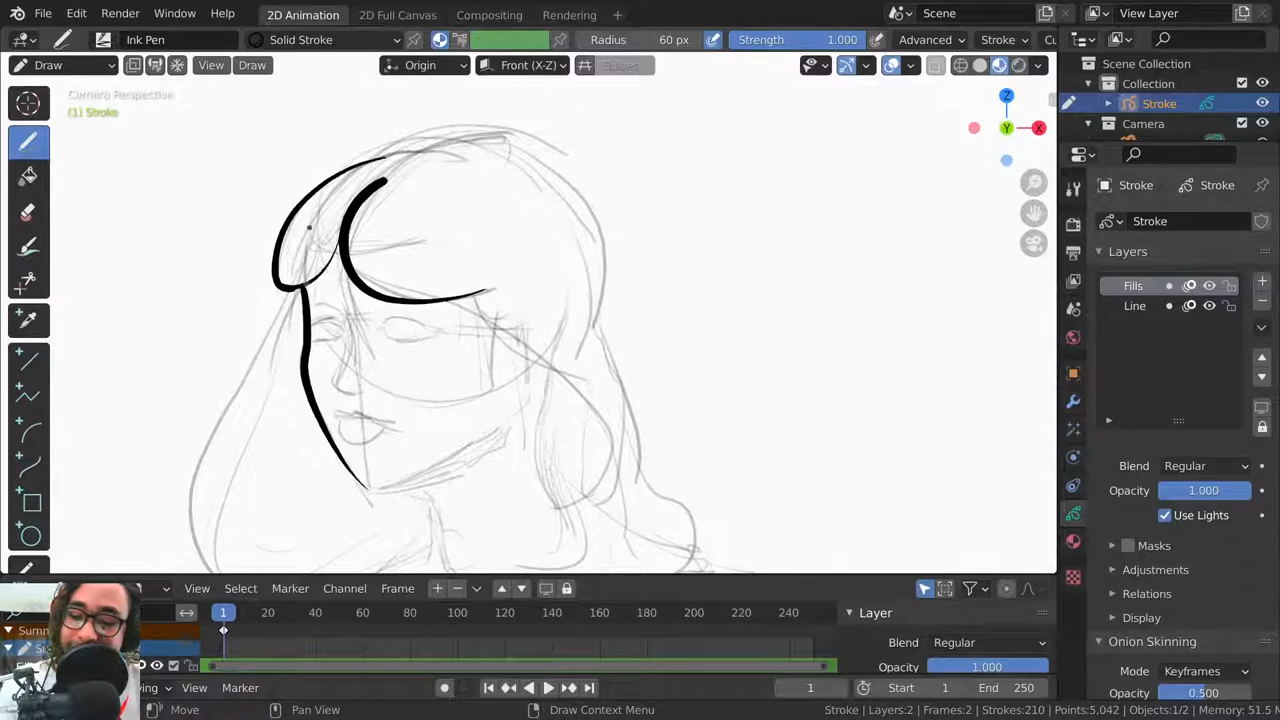 File Edit Render Window Help 2D Animation 2D Full Canvas Compositing Rendering + Scene View Layer
Ink Pen Solid Stroke Radius 60 px Strength 1.000 Advanced Stroke Cu
Draw View Draw Origin Front (X-Z) Guides
Scene Collection
Collection
Stroke
Camera
Camera Perspective
(1) Stroke
Z
Y
X
Stroke Stroke
Stroke
Layers
Fills
Line
Blend Regular
Opacity 1.000
Use Lights
Masks
Adjustments
Relations
Display
Onion Skinning
Mode Keyframes
Opacity 0.500
View Select Marker Channel Frame
1 20 40 60 80 100 120 140 160 180 200 220 240
Summ
Layer
Blend Regular
Opacity 1.000
ying View Marker 1 Start 1 End 250
Move Pan View Draw Context Menu Stroke | Layers:2 | Frames:2 | Strokes:210 | Points:5,042 | Objects:1/2 | Memory: 51.5 M